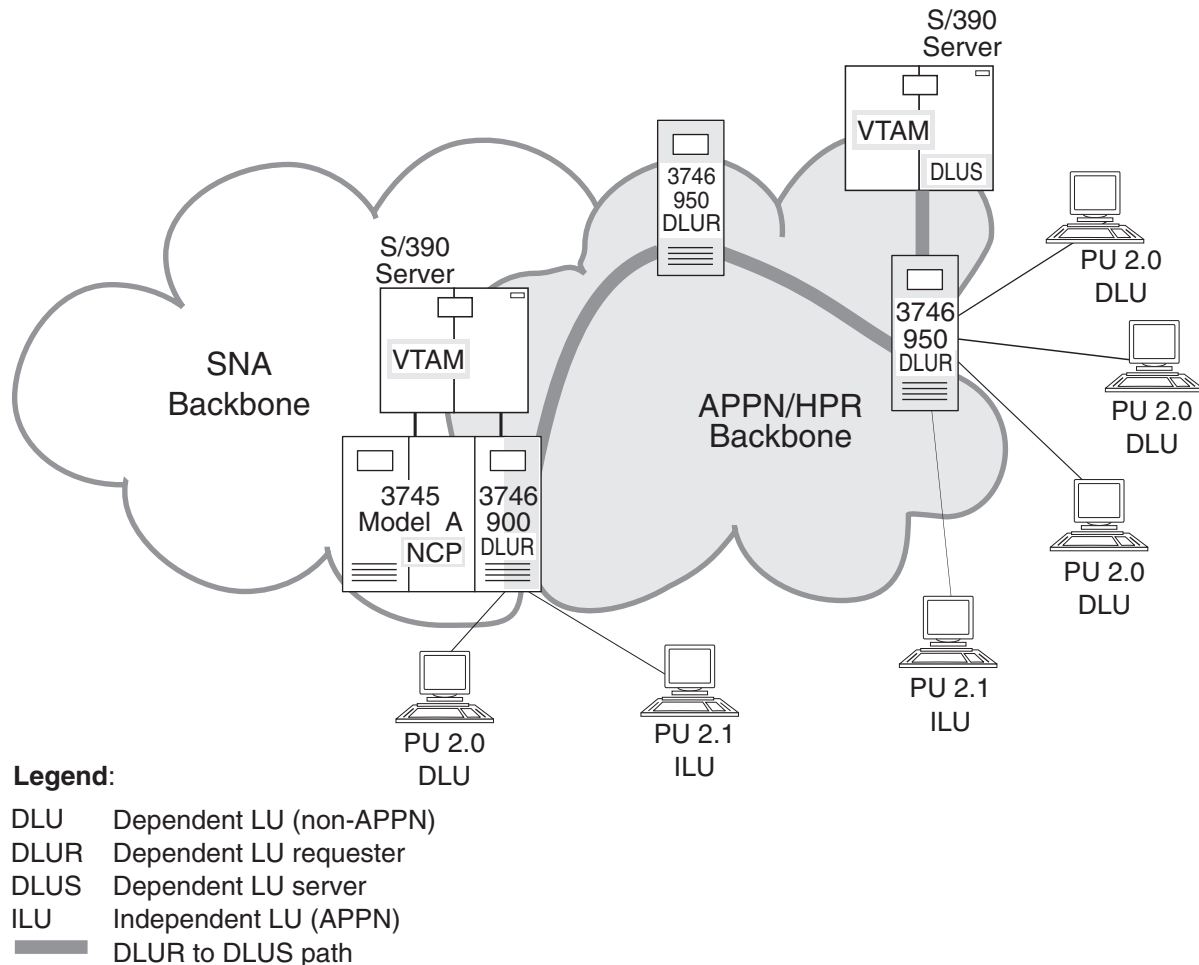 S/390
Server
VTAM
DLUS
3746
950
DLUR
PU 2.0
DLU
S/390
Server
VTAM
3746
950
DLUR
PU 2.0
DLU
SNA
Backbone
APPN/HPR
Backbone
3745
Model A
NCP
3746
900
DLUR
PU 2.0
DLU
PU 2.1
ILU
PU 2.0
DLU
PU 2.1
ILU
Legend:
DLU Dependent LU (non-APPN)
DLUR Dependent LU requester
DLUS Dependent LU server
ILU Independent LU (APPN)
DLUR to DLUS path